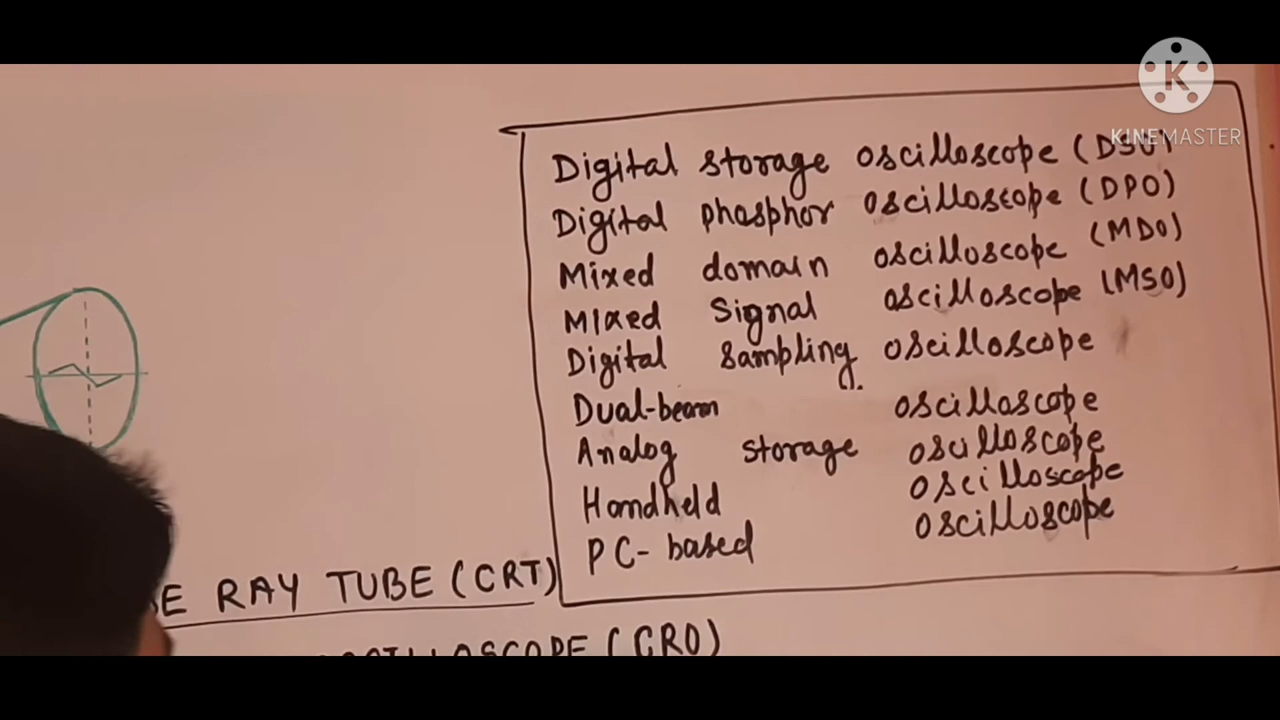 KINEMASTER
Digital storage oscilloscope (DSO)
Digital phosphor oscilloscope (DPO)
Mixed domain oscilloscope (MDO)
Mixed Signal oscilloscope (MSO)
Digital sampling oscilloscope
Dual-beam oscilloscope
Analog storage oscilloscope
Handheld oscilloscope
PC-based oscilloscope
RAY TUBE (CRT)
(CRO)